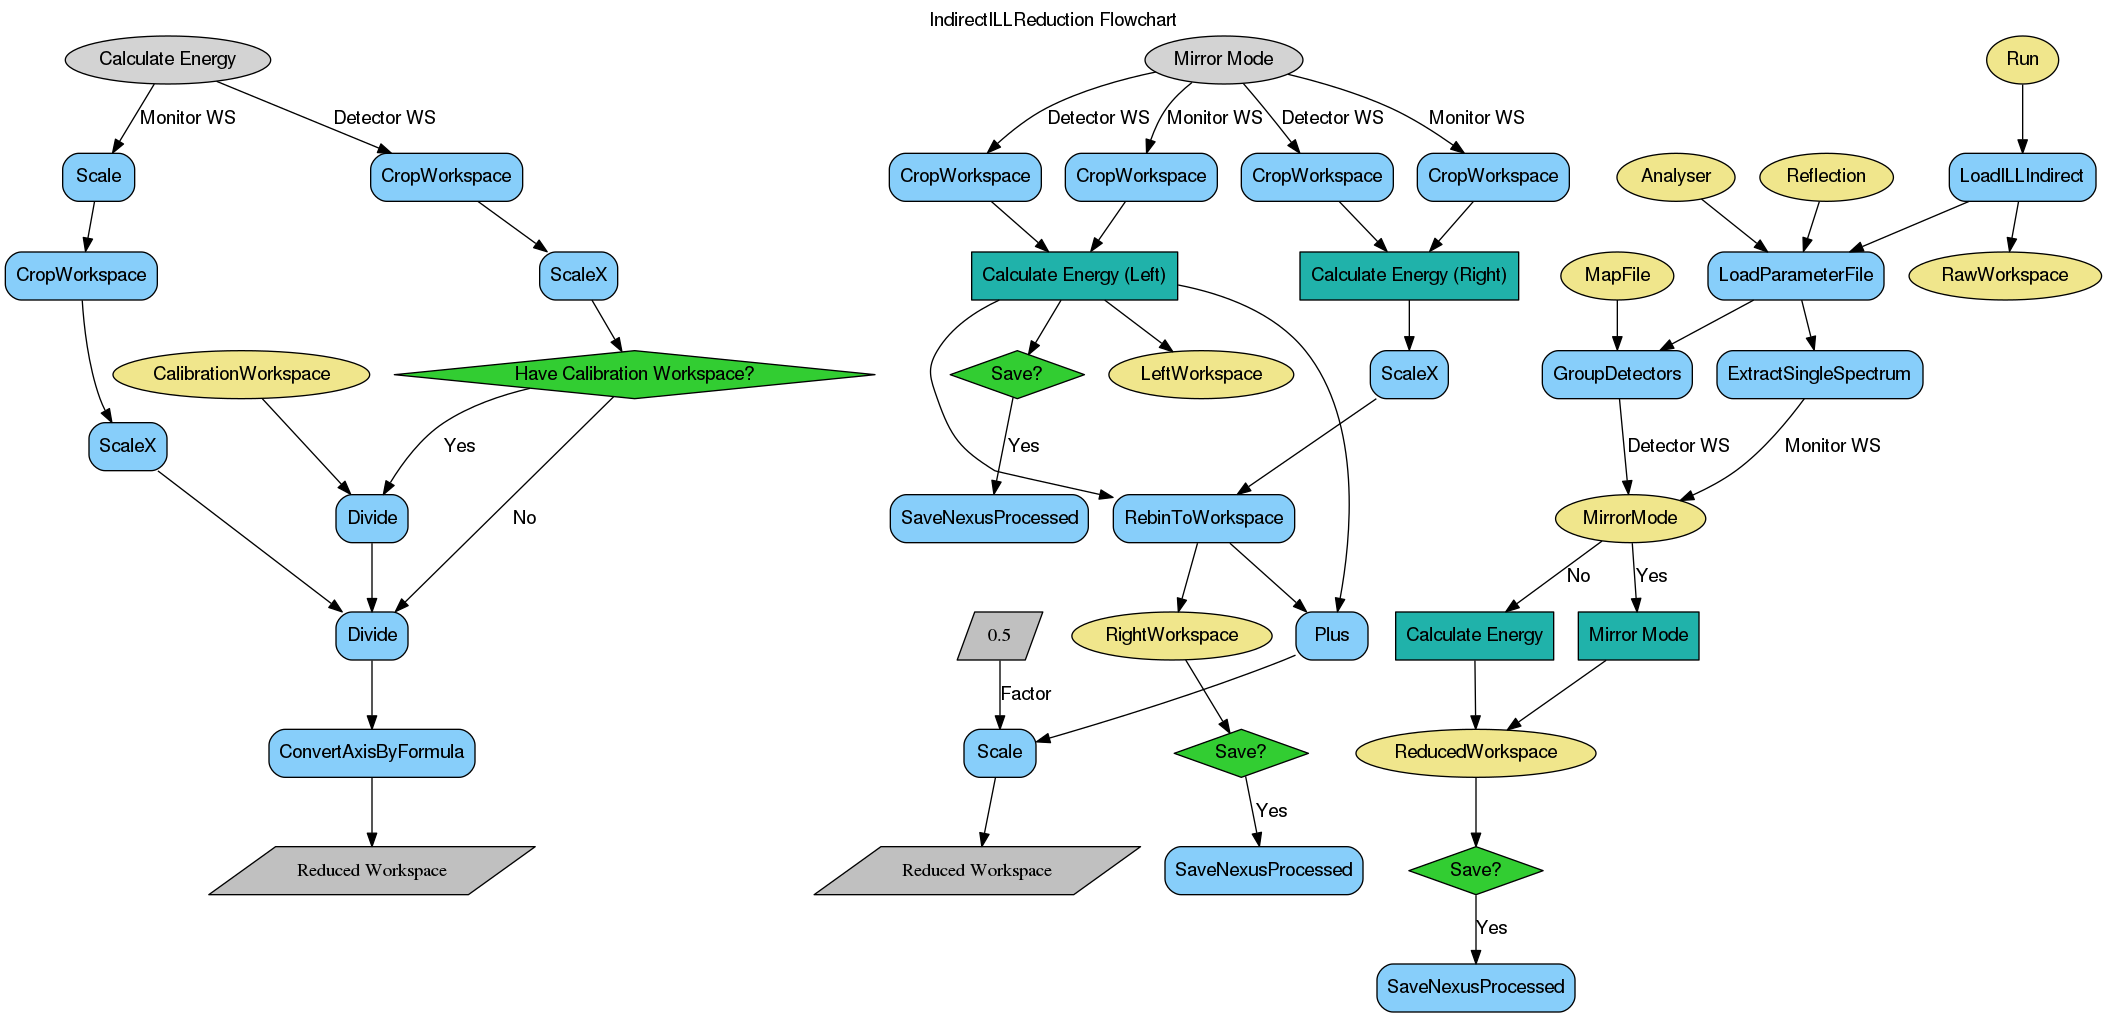 IndirectILLReduction Flowchart
Calculate Energy
Mirror Mode
Run
Monitor WS
Detector WS
Detector WS
Monitor WS
Detector WS
Monitor WS
Scale
CropWorkspace
CropWorkspace
CropWorkspace
CropWorkspace
CropWorkspace
Analyser
Reflection
LoadILLIndirect
CropWorkspace
ScaleX
Calculate Energy (Left)
Calculate Energy (Right)
MapFile
LoadParameterFile
RawWorkspace
CalibrationWorkspace
Have Calibration Workspace?
Save?
LeftWorkspace
ScaleX
GroupDetectors
ExtractSingleSpectrum
ScaleX
Yes
Yes
Detector WS
Monitor WS
Divide
No
SaveNexusProcessed
RebinToWorkspace
MirrorMode
No
Yes
Divide
0.5
RightWorkspace
Plus
Calculate Energy
Mirror Mode
Factor
ConvertAxisByFormula
Scale
Save?
ReducedWorkspace
Yes
Reduced Workspace
Reduced Workspace
SaveNexusProcessed
Save?
Yes
SaveNexusProcessed